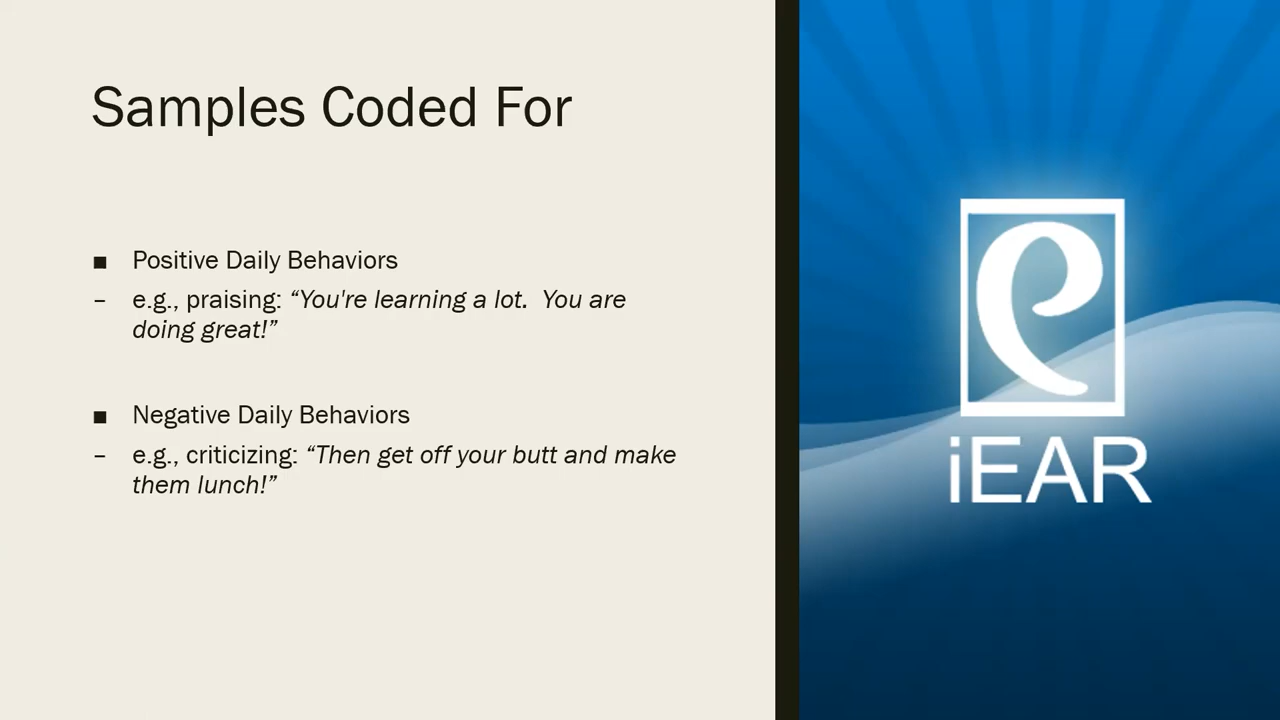 Samples Coded For
■ Positive Daily Behaviors
– e.g., praising: “You're learning a lot.  You are
doing great!”
■ Negative Daily Behaviors
– e.g., criticizing: “Then get off your butt and make
them lunch!”
e
iEAR